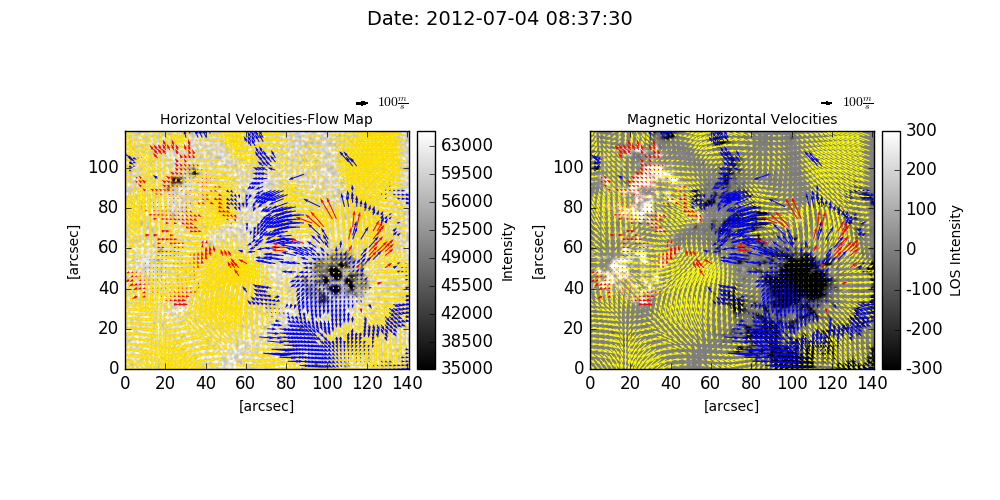 Date: 2012-07-04 08:37:30
100 m/s
100 m/s
Horizontal Velocities-Flow Map
Magnetic Horizontal Velocities
[arcsec]
100
80
60
40
20
0
0 20 40 60 80 100 120 140
[arcsec]
63000
59500
56000
52500
49000
45500
42000
38500
35000
Intensity
[arcsec]
100
80
60
40
20
0
0 20 40 60 80 100 120 140
[arcsec]
300
200
100
0
-100
-200
-300
LOS Intensity